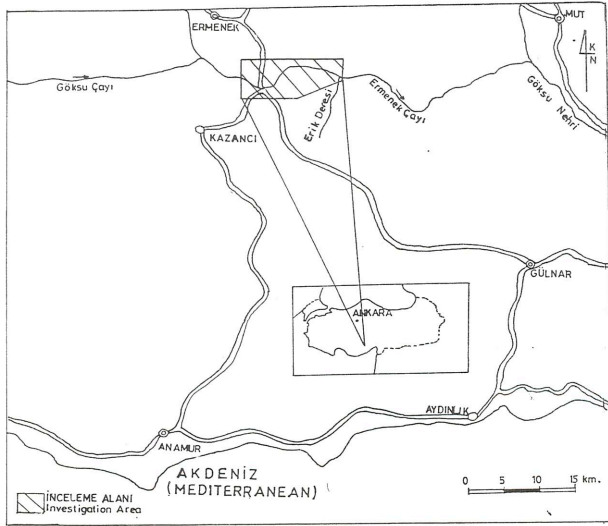 ERMENEK
MUT
K
N
Göksu Çayı
Ermenek Çayı
Göksu Nehri
Erik Deresi
KAZANCI
GÜLNAR
ANKARA
AYDINLIK
ANAMUR
AKDENİZ
(MEDITERRANEAN)
0 5 10 15 km.
İNCELEME ALANI
Investigation Area